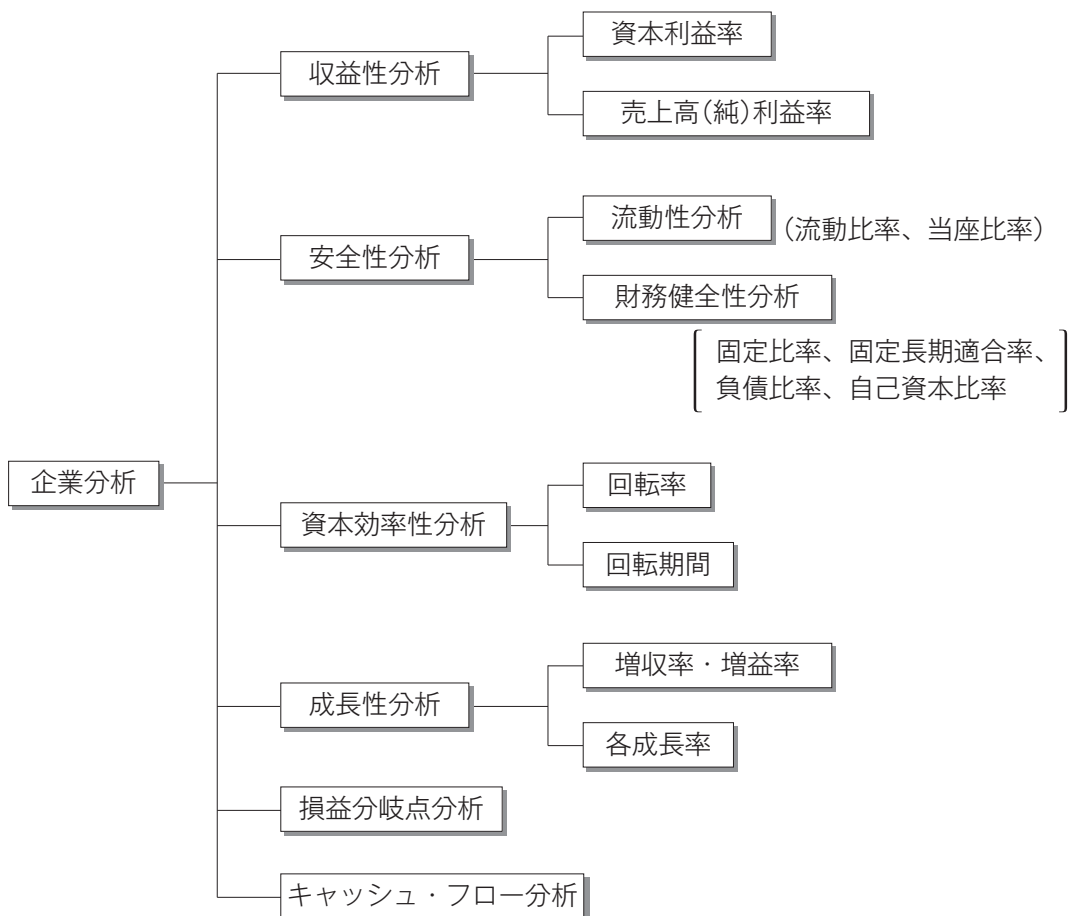 資本利益率
収益性分析
売上高(純)利益率
流動性分析
(流動比率、当座比率)
安全性分析
財務健全性分析
固定比率、固定長期適合率、
負債比率、自己資本比率
企業分析
回転率
資本効率性分析
回転期間
増収率・増益率
成長性分析
各成長率
損益分岐点分析
キャッシュ・フロー分析